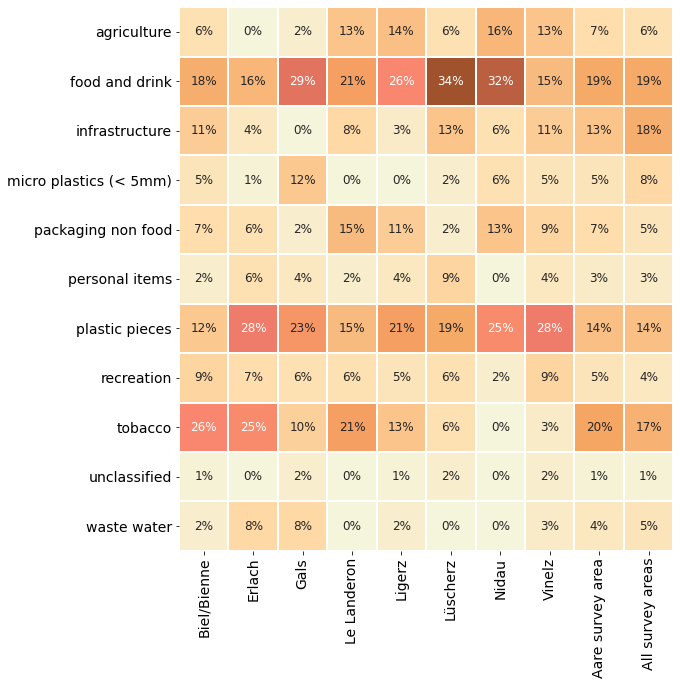 agriculture 6% 0% 2% 13% 14% 6% 16% 13% 7% 6%
food and drink 18% 16% 29% 21% 26% 34% 32% 15% 19% 19%
infrastructure 11% 4% 0% 8% 3% 13% 6% 11% 13% 18%
micro plastics (< 5mm) 5% 1% 12% 0% 0% 2% 6% 5% 5% 8%
packaging non food 7% 6% 2% 15% 11% 2% 13% 9% 7% 5%
personal items 2% 6% 4% 2% 4% 9% 0% 4% 3% 3%
plastic pieces 12% 28% 23% 15% 21% 19% 25% 28% 14% 14%
recreation 9% 7% 6% 6% 5% 6% 2% 9% 5% 4%
tobacco 26% 25% 10% 21% 13% 6% 0% 3% 20% 17%
unclassified 1% 0% 2% 0% 1% 2% 0% 2% 1% 1%
waste water 2% 8% 8% 0% 2% 0% 0% 3% 4% 5%
Biel/Bienne
Erlach
Gals
Le Landeron
Ligerz
Lüscherz
Nidau
Vinelz
Aare survey area
All survey areas